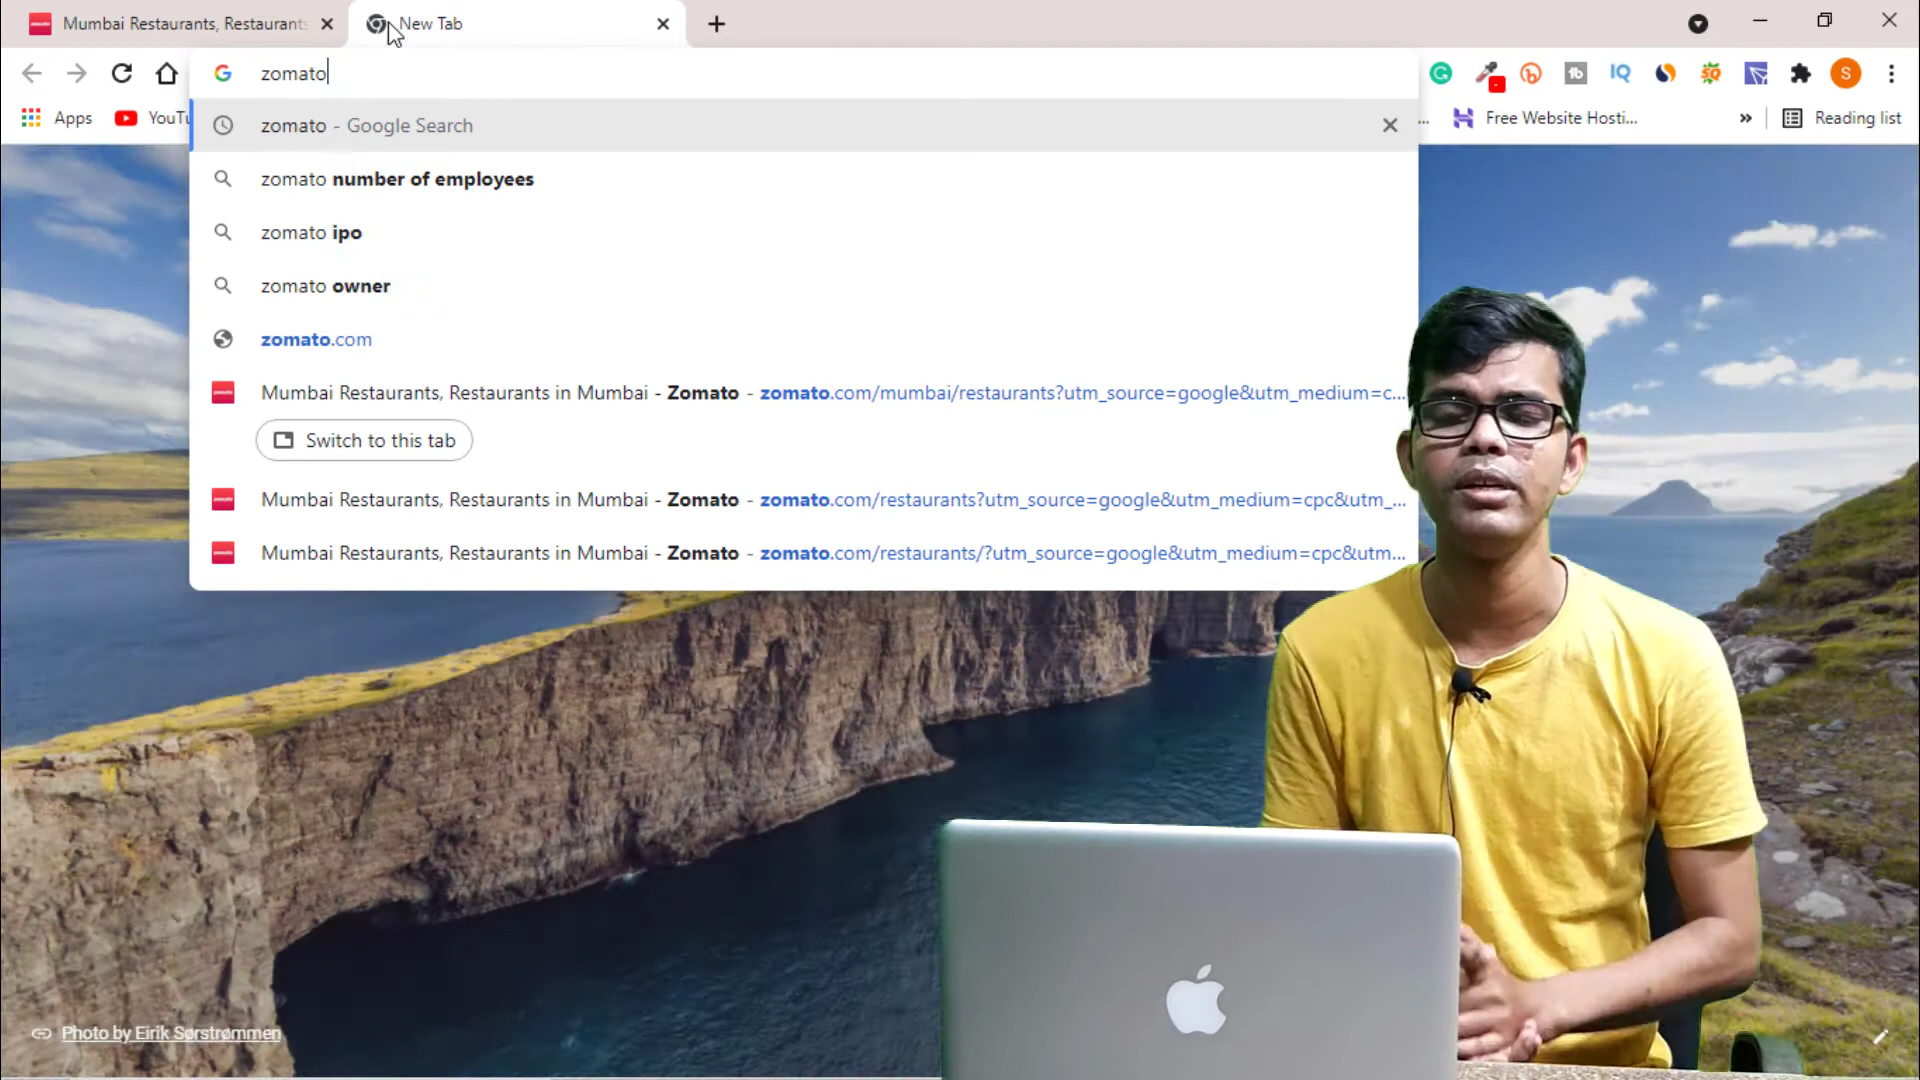 Mumbai Restaurants, Restaurants
New Tab
zomato
Apps
YouTu
... Free Website Hosti...
»
Reading list
S
zomato - Google Search
zomato number of employees
zomato ipo
zomato owner
zomato.com
Mumbai Restaurants, Restaurants in Mumbai - Zomato - zomato.com/mumbai/restaurants?utm_source=google&utm_medium=c...
Switch to this tab
Mumbai Restaurants, Restaurants in Mumbai - Zomato - zomato.com/restaurants?utm_source=google&utm_medium=cpc&utm_...
Mumbai Restaurants, Restaurants in Mumbai - Zomato - zomato.com/restaurants/?utm_source=google&utm_medium=cpc&utm...
Photo by Eirik Sørstrømmen